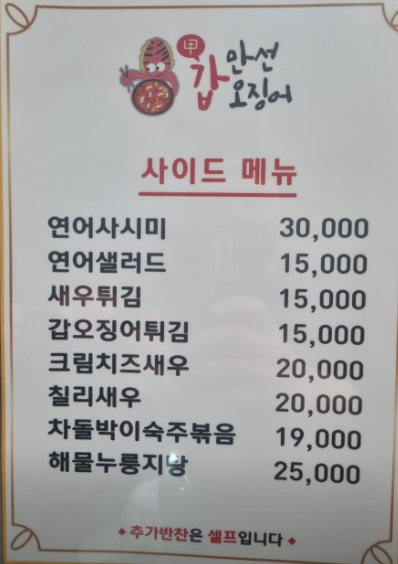 甲
갑 만선
오징어
사이드 메뉴
연어사시미 30,000
연어샐러드 15,000
새우튀김 15,000
갑오징어튀김 15,000
크림치즈새우 20,000
칠리새우 20,000
차돌박이숙주볶음 19,000
해물누룽지탕 25,000
추가반찬은 셀프입니다